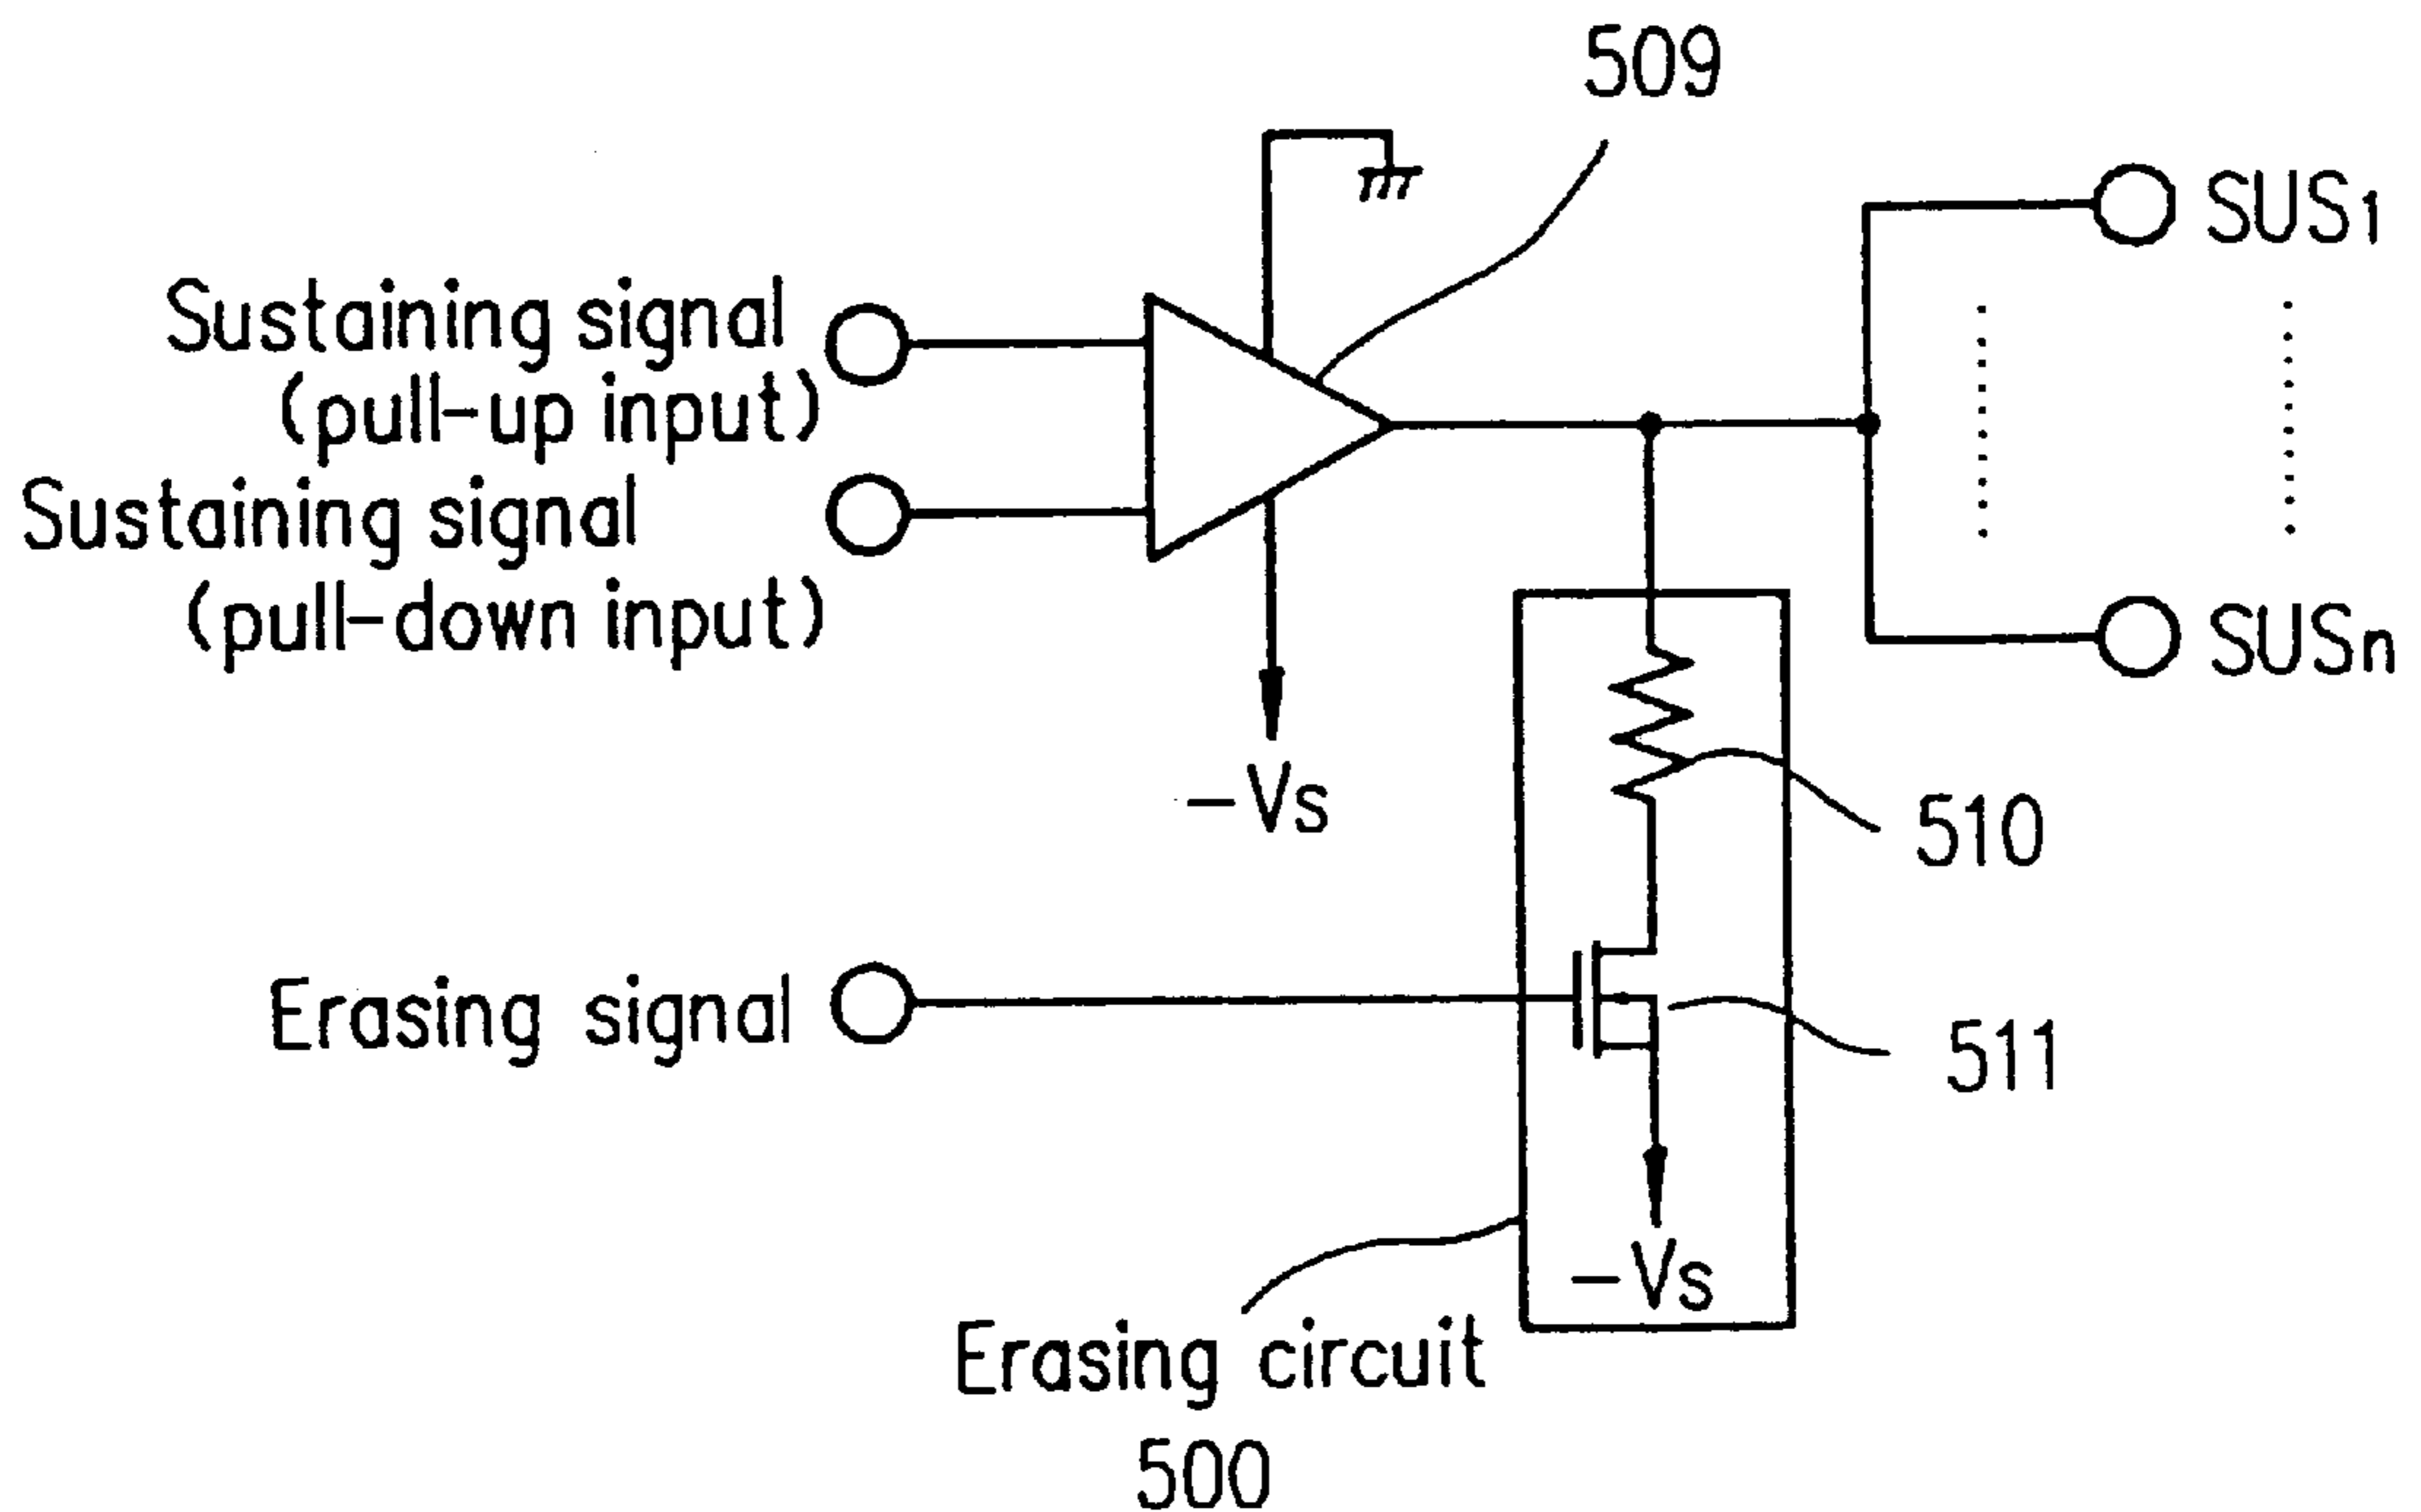 509
SUS1
Sustaining signal
(pull-up input)
Sustaining signal
(pull-down input)
SUSn
-Vs
510
Erasing signal
511
-Vs
Erasing circuit
500